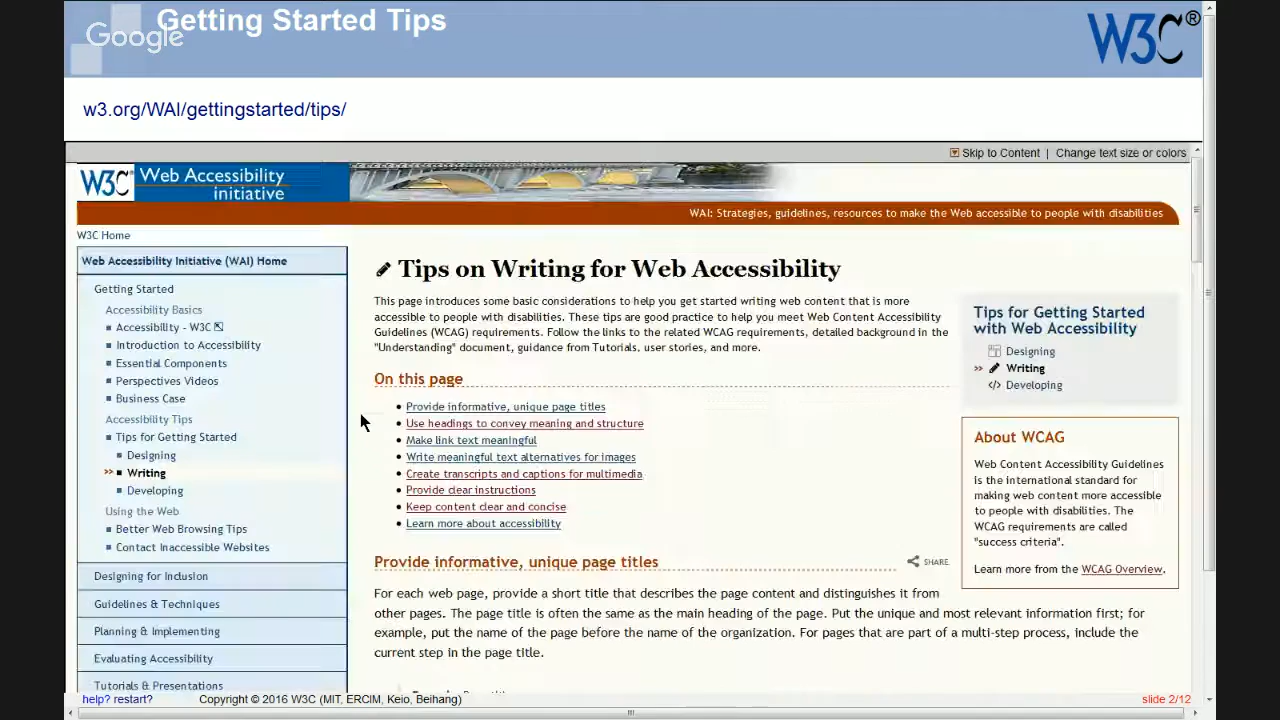 Getting Started Tips
Google
W3C®
w3.org/WAI/gettingstarted/tips/
Skip to Content | Change text size or colors
W3C Web Accessibility
initiative
WAI: Strategies, guidelines, resources to make the Web accessible to people with disabilities
W3C Home
Web Accessibility Initiative (WAI) Home
Getting Started
Accessibility Basics
Accessibility - W3C
Introduction to Accessibility
Essential Components
Perspectives Videos
Business Case
Accessibility Tips
Tips for Getting Started
Designing
Writing
Developing
Using the Web
Better Web Browsing Tips
Contact Inaccessible Websites
Designing for Inclusion
Guidelines & Techniques
Planning & Implementing
Evaluating Accessibility
Tutorials & Presentations
Tips on Writing for Web Accessibility
This page introduces some basic considerations to help you get started writing web content that is more
accessible to people with disabilities. These tips are good practice to help you meet Web Content Accessibility
Guidelines (WCAG) requirements. Follow the links to the related WCAG requirements, detailed background in the
"Understanding" document, guidance from Tutorials, user stories, and more.
On this page
Provide informative, unique page titles
Use headings to convey meaning and structure
Make link text meaningful
Write meaningful text alternatives for images
Create transcripts and captions for multimedia
Provide clear instructions
Keep content clear and concise
Learn more about accessibility
Provide informative, unique page titles
SHARE
For each web page, provide a short title that describes the page content and distinguishes it from
other pages. The page title is often the same as the main heading of the page. Put the unique and most relevant information first; for
example, put the name of the page before the name of the organization. For pages that are part of a multi-step process, include the
current step in the page title.
Tips for Getting Started
with Web Accessibility
Designing
Writing
Developing
About WCAG
Web Content Accessibility Guidelines
is the international standard for
making web content more accessible
to people with disabilities. The
WCAG requirements are called
"success criteria".
Learn more from the WCAG Overview.
help? restart?
Copyright © 2016 W3C (MIT, ERCIM, Keio, Beihang)
slide 2/12